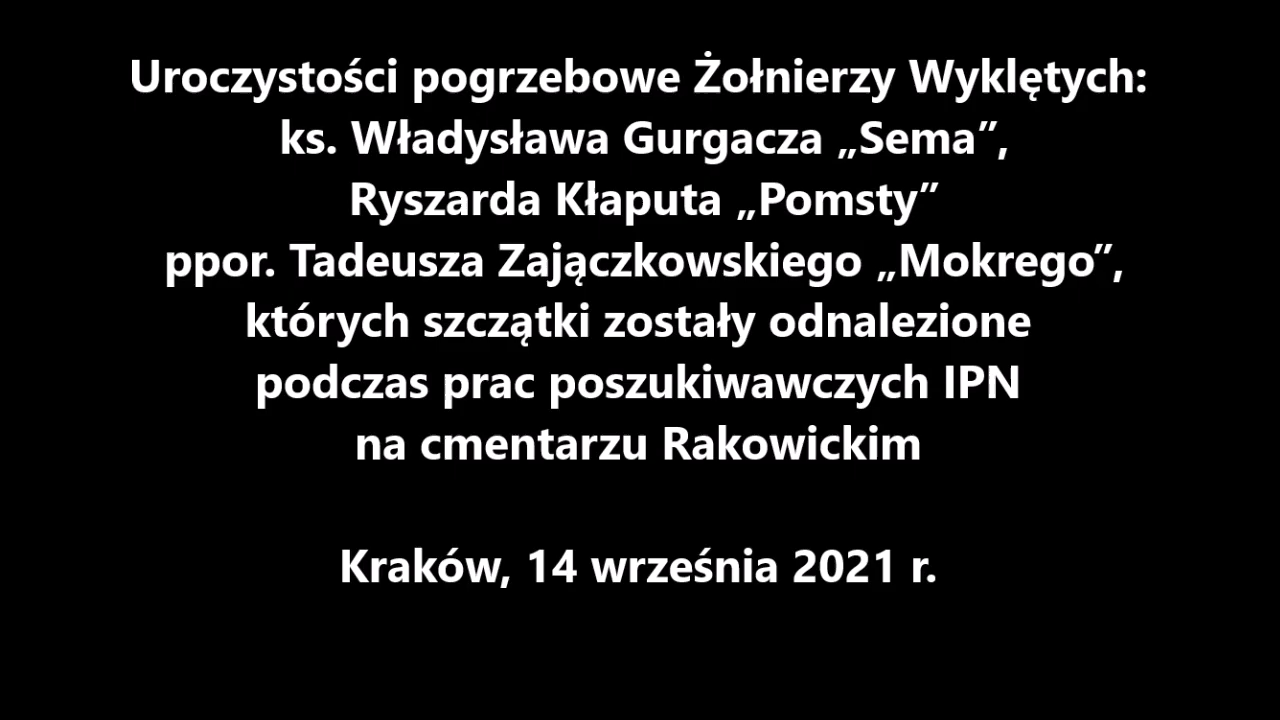 Uroczystości pogrzebowe Żołnierzy Wyklętych:
ks. Władysława Gurgacza „Sema”,
Ryszarda Kłaputa „Pomsty”
ppor. Tadeusza Zajączkowskiego „Mokrego”,
których szczątki zostały odnalezione
podczas prac poszukiwawczych IPN
na cmentarzu Rakowickim
Kraków, 14 września 2021 r.